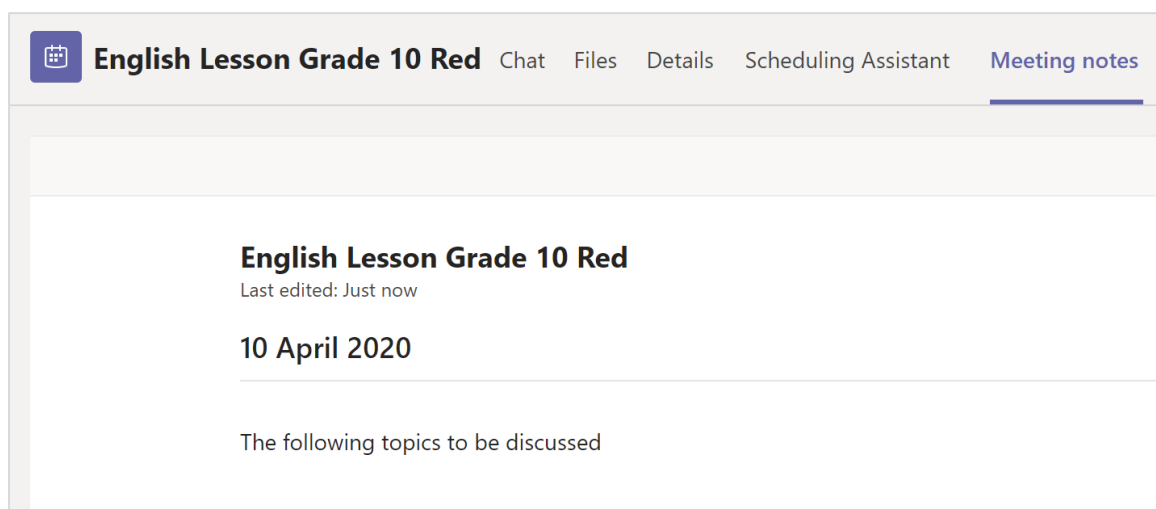 English Lesson Grade 10 Red Chat Files Details Scheduling Assistant Meeting notes
English Lesson Grade 10 Red
Last edited: Just now
10 April 2020
The following topics to be discussed